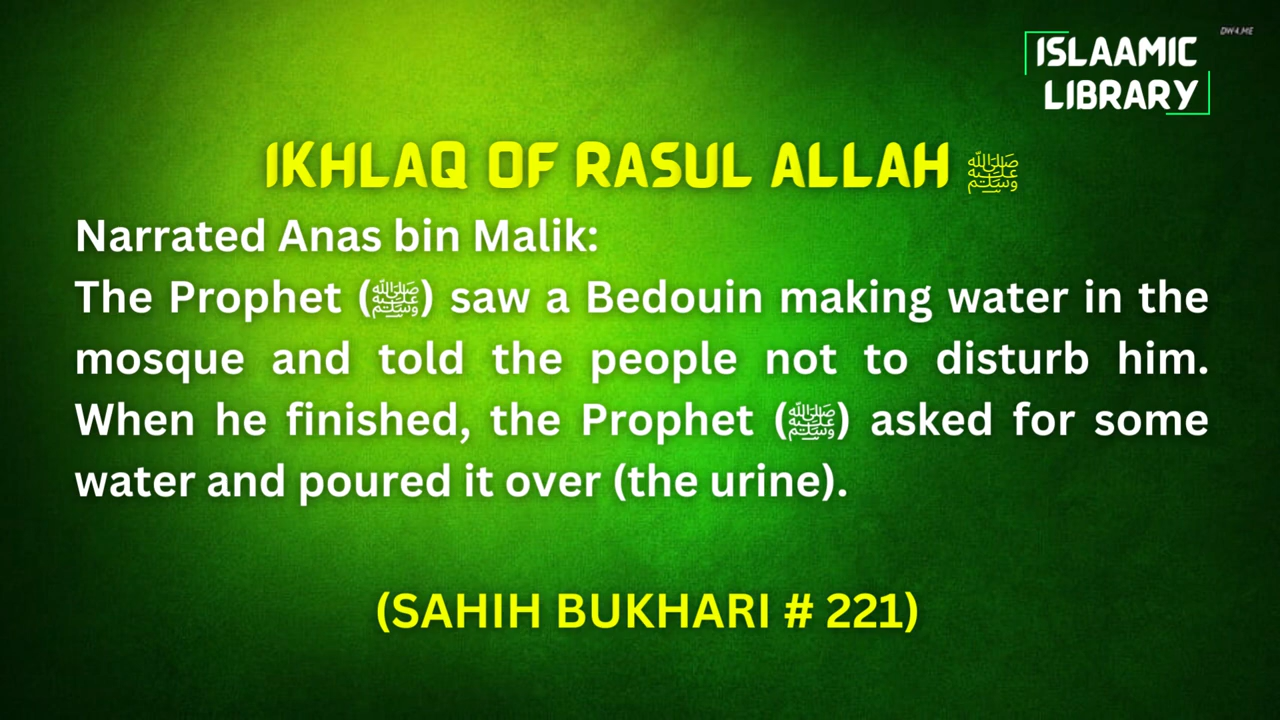 DW4.ME
ISLAAMIC
LIBRARY
IKHLAQ OF RASUL ALLAH ﷺ
Narrated Anas bin Malik:
The Prophet (ﷺ) saw a Bedouin making water in the
mosque and told the people not to disturb him.
When he finished, the Prophet (ﷺ) asked for some
water and poured it over (the urine).
(SAHIH BUKHARI # 221)